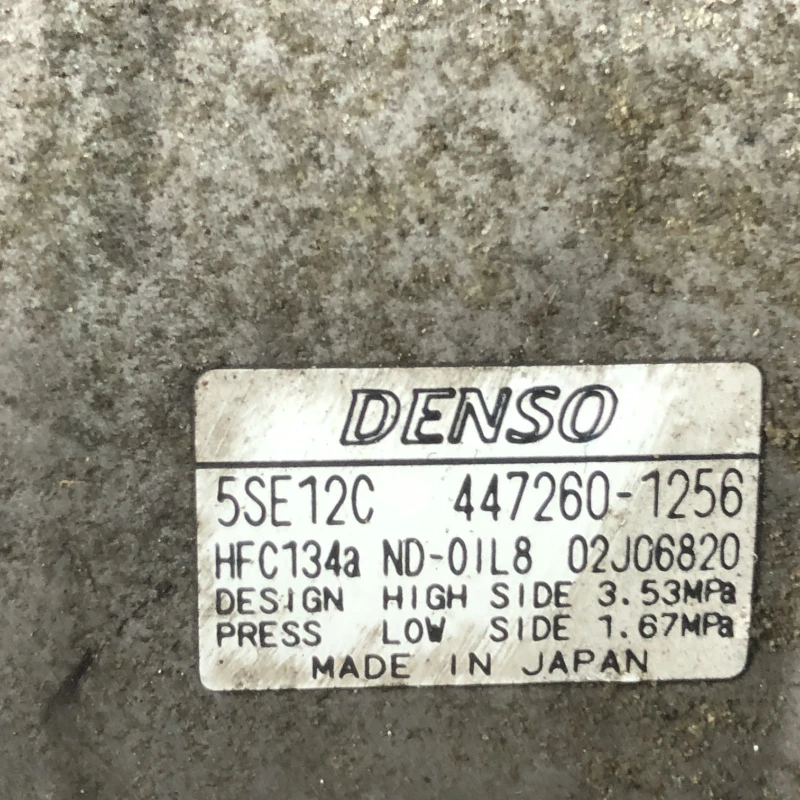 DENSO
5SE12C 447260-1256
HFC134a ND-OIL8 02J06820
DESIGN HIGH SIDE 3.53MPa
PRESS LOW SIDE 1.67MPa
MADE IN JAPAN